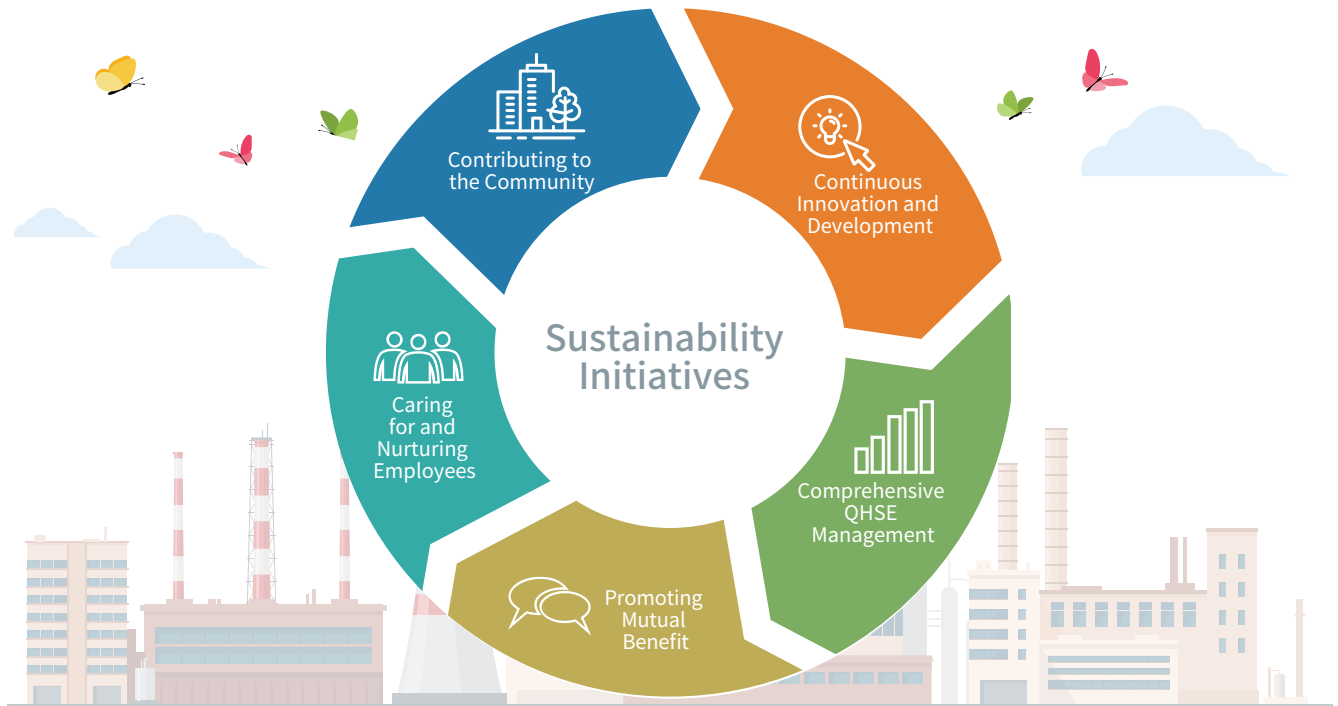 Contributing to
the Community
Continuous
Innovation and
Development
Sustainability
Initiatives
Caring
for and
Nurturing
Employees
Comprehensive
QHSE
Management
Promoting
Mutual
Benefit